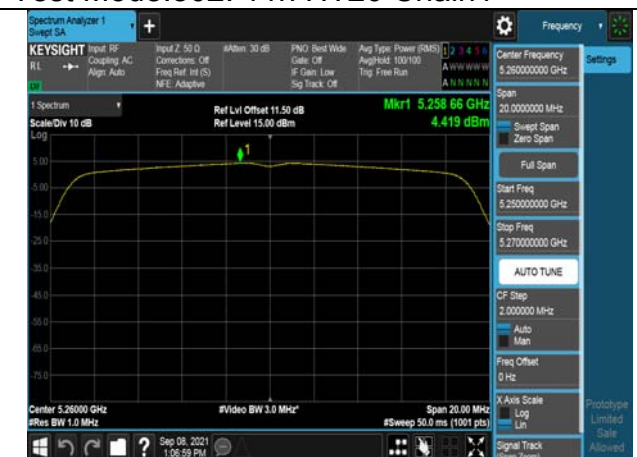 Spectrum Analyzer 1
Swept SA
+
Frequency
KEYSIGHT
RL
Input: RF
Coupling: AC
Align: Auto
Input Z: 50 Ω
Corrections: Off
Freq Ref: Int (S)
NFE: Adaptive
#Atten: 30 dB
PNO: Best Wide
Gate: Off
IF Gain: Low
Sig Track: Off
Avg Type: Power (RMS)
Avg|Hold: 100/100
Trig: Free Run
1 2 3 4 5 6
A W W W W W
A N N N N N
1 Spectrum
Scale/Div 10 dB
Log
Ref Lvl Offset 11.50 dB
Ref Level 15.00 dBm
Mkr1 5.258 66 GHz
4.419 dBm
1
5.00
-5.00
-15.0
-25.0
-35.0
-45.0
-55.0
-65.0
-75.0
Center 5.26000 GHz
#Res BW 1.0 MHz
#Video BW 3.0 MHz*
Span 20.00 MHz
#Sweep 50.0 ms (1001 pts)
Sep 08, 2021
1:06:59 PM
?
Center Frequency
5.260000000 GHz
Settings
Span
20.0000000 MHz
Swept Span
Zero Span
Full Span
Start Freq
5.250000000 GHz
Stop Freq
5.270000000 GHz
AUTO TUNE
CF Step
2.000000 MHz
Auto
Man
Freq Offset
0 Hz
X Axis Scale
Log
Lin
Signal Track
(Span Zoom)
Prototype
Limited
Sale
Allowed